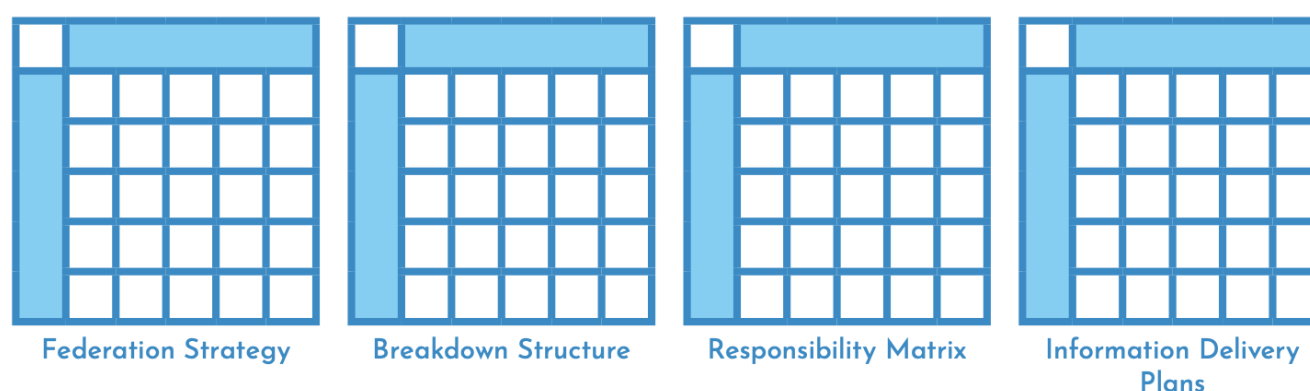 Federation Strategy
Breakdown Structure
Responsibility Matrix
Information Delivery
Plans